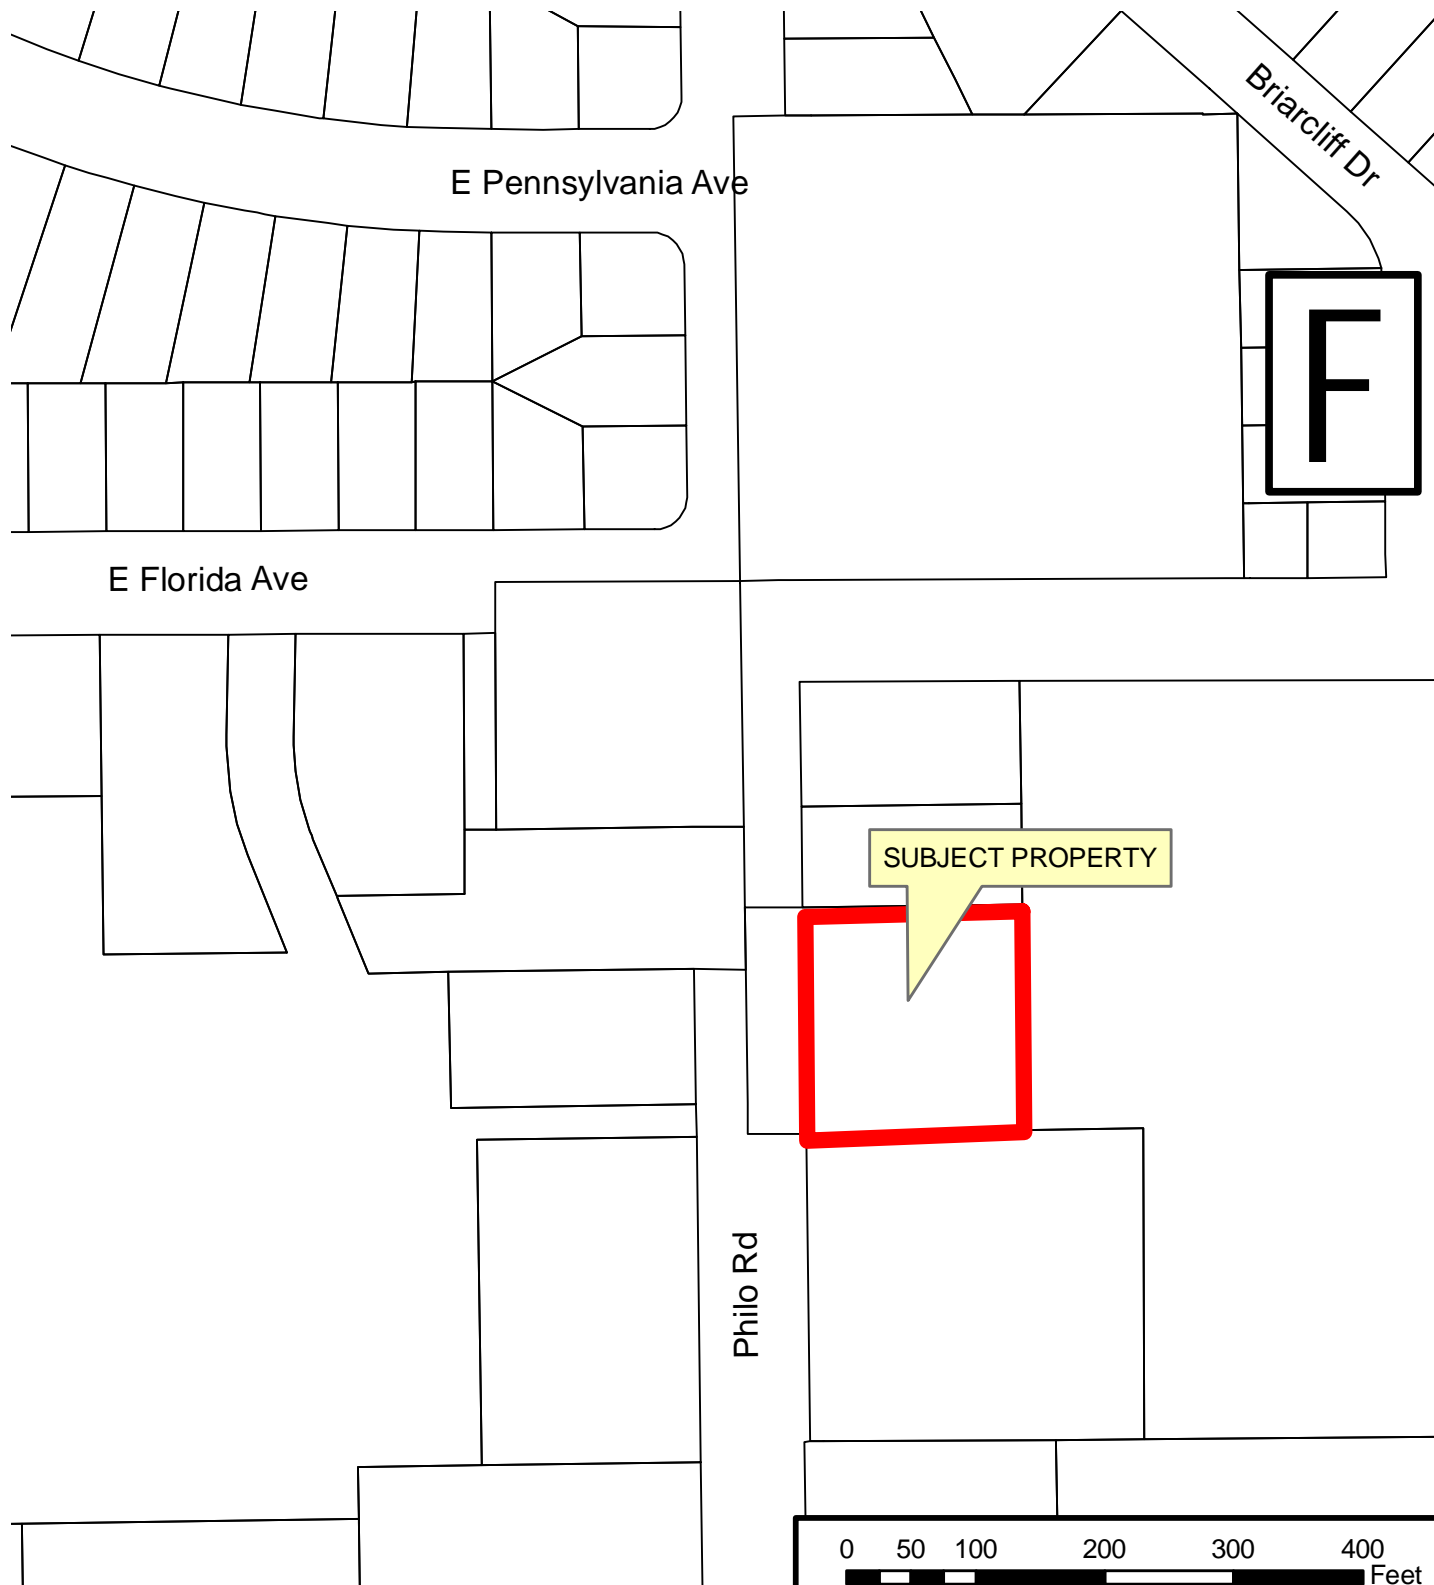 Briarcliff Dr
E Pennsylvania Ave
F
E Florida Ave
SUBJECT PROPERTY
Philo Rd
0 50 100 200 300 400
Feet